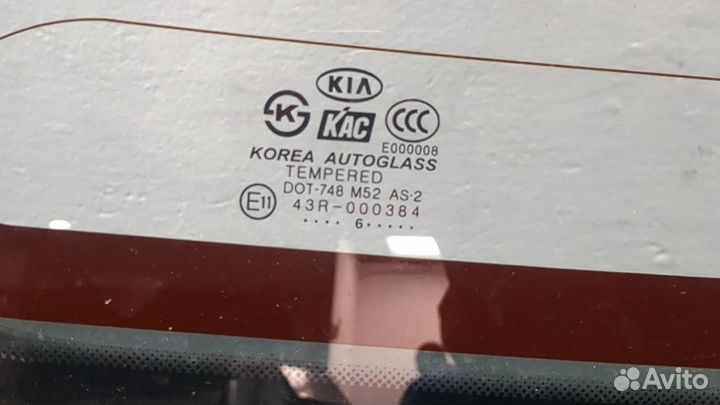 KIA
K
KAC
CCC
E000008
KOREA AUTOGLASS
TEMPERED
DOT-748 M52 AS-2
E11
43R-000384
.... 6.....
Avito